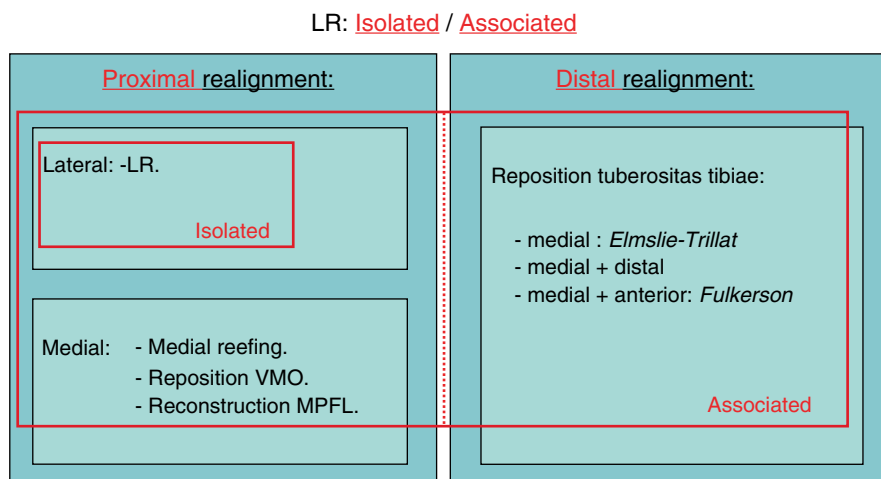 LR: Isolated / Associated
Proximal realignment:
Lateral: -LR.
Isolated
Medial: - Medial reefing.
- Reposition VMO.
- Reconstruction MPFL.
Distal realignment:
Reposition tuberositas tibiae:
- medial : Elmslie-Trillat
- medial + distal
- medial + anterior: Fulkerson
Associated